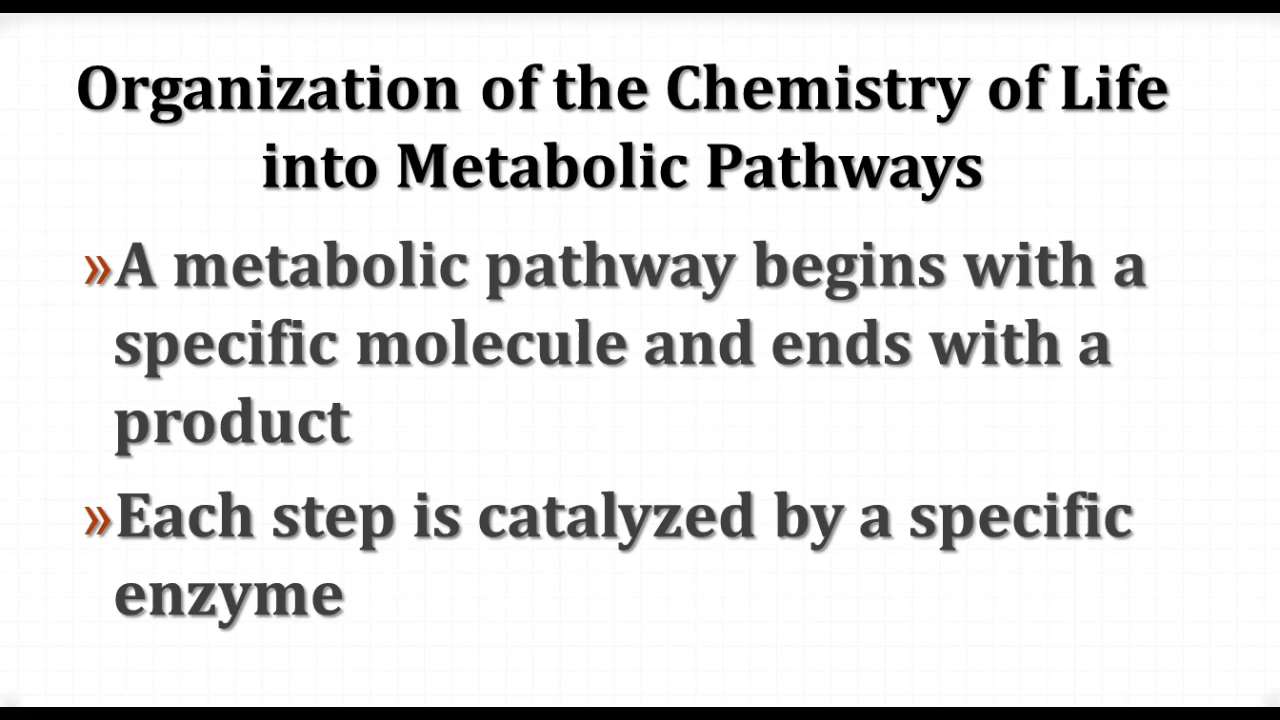 Organization of the Chemistry of Life
into Metabolic Pathways
»A metabolic pathway begins with a
specific molecule and ends with a
product
»Each step is catalyzed by a specific
enzyme